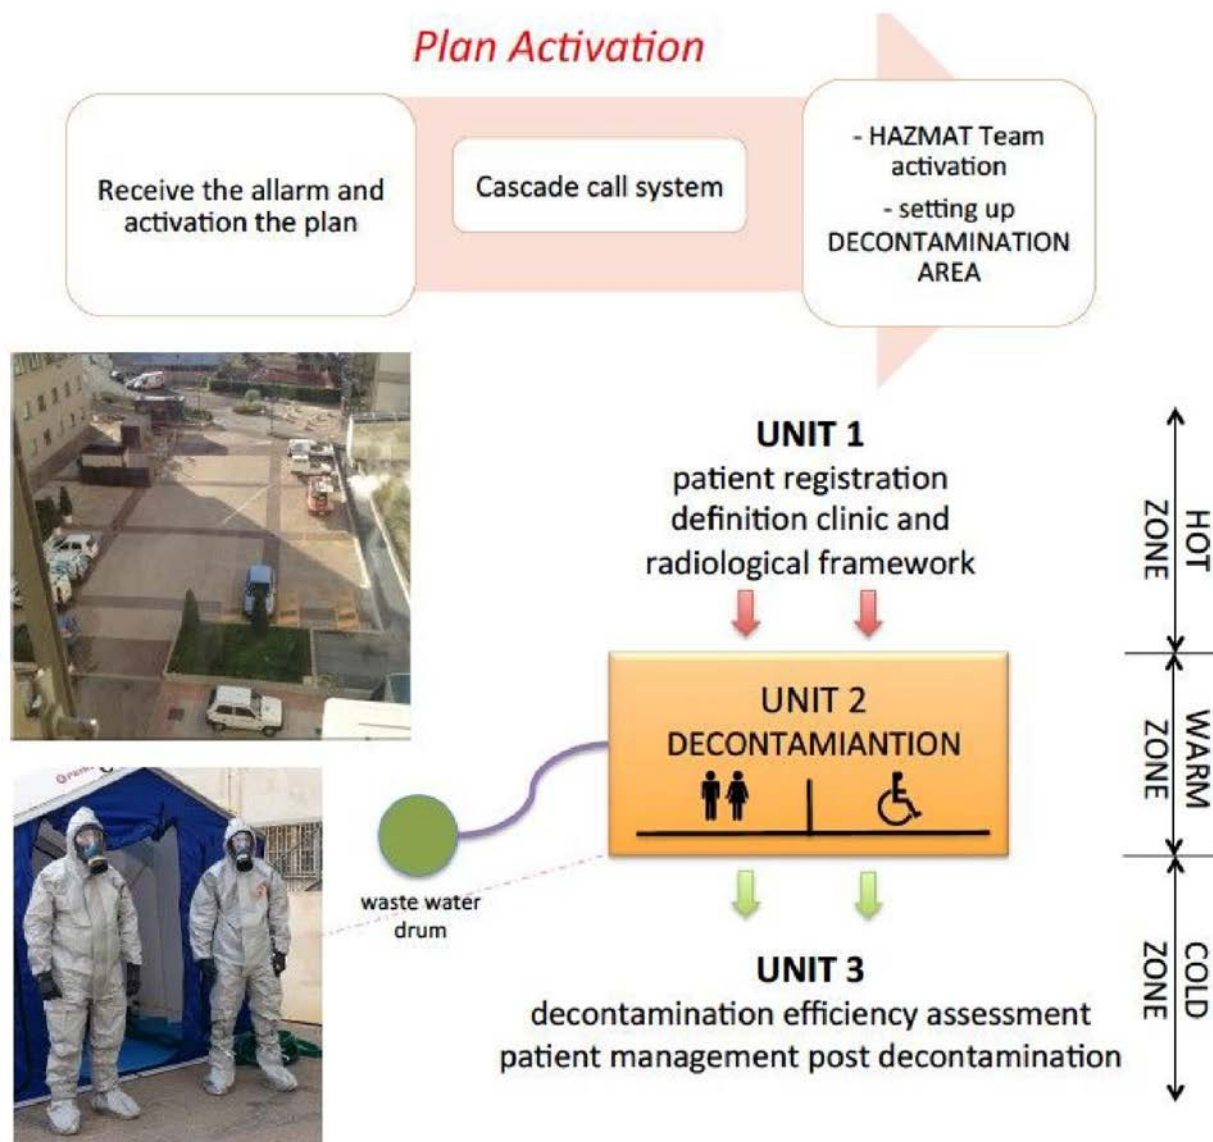 Plan Activation
Receive the allarm and
activation the plan
Cascade call system
- HAZMAT Team
activation
- setting up
DECONTAMINATION
AREA
UNIT 1
patient registration
definition clinic and
radiological framework
HOT
ZONE
UNIT 2
DECONTAMIANTION
WARM
ZONE
waste water
drum
UNIT 3
decontamination efficiency assessment
patient management post decontamination
COLD
ZONE